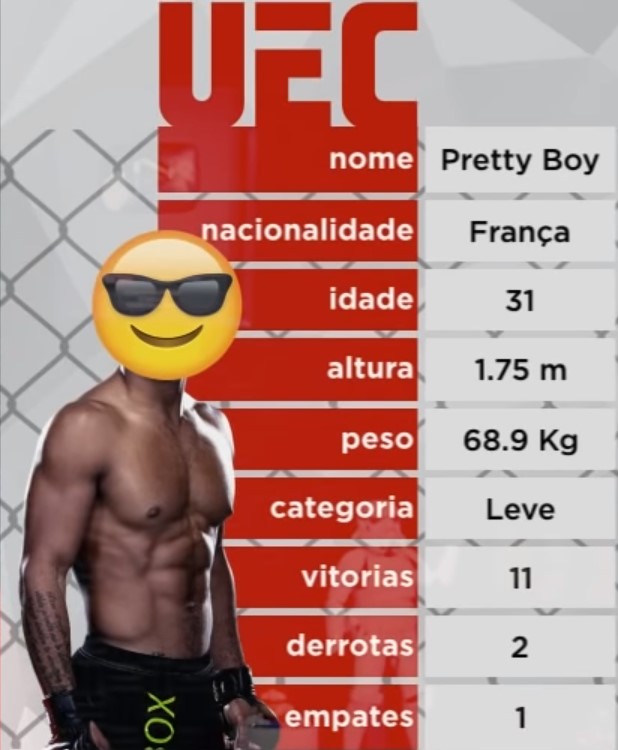 UFC
nome Pretty Boy
nacionalidade França
idade 31
altura 1.75 m
peso 68.9 Kg
categoria Leve
vitorias 11
derrotas 2
empates 1
BOX